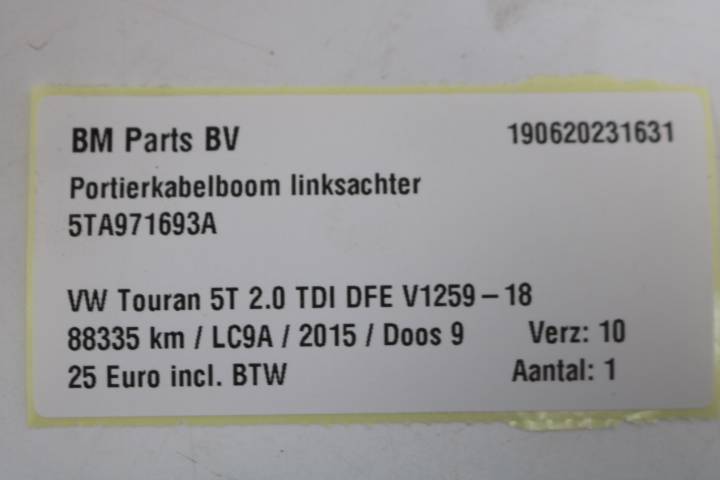 BM Parts BV 190620231631
Portierkabelboom linksachter
5TA971693A
VW Touran 5T 2.0 TDI DFE V1259 – 18
88335 km / LC9A / 2015 / Doos 9 Verz: 10
25 Euro incl. BTW Aantal: 1